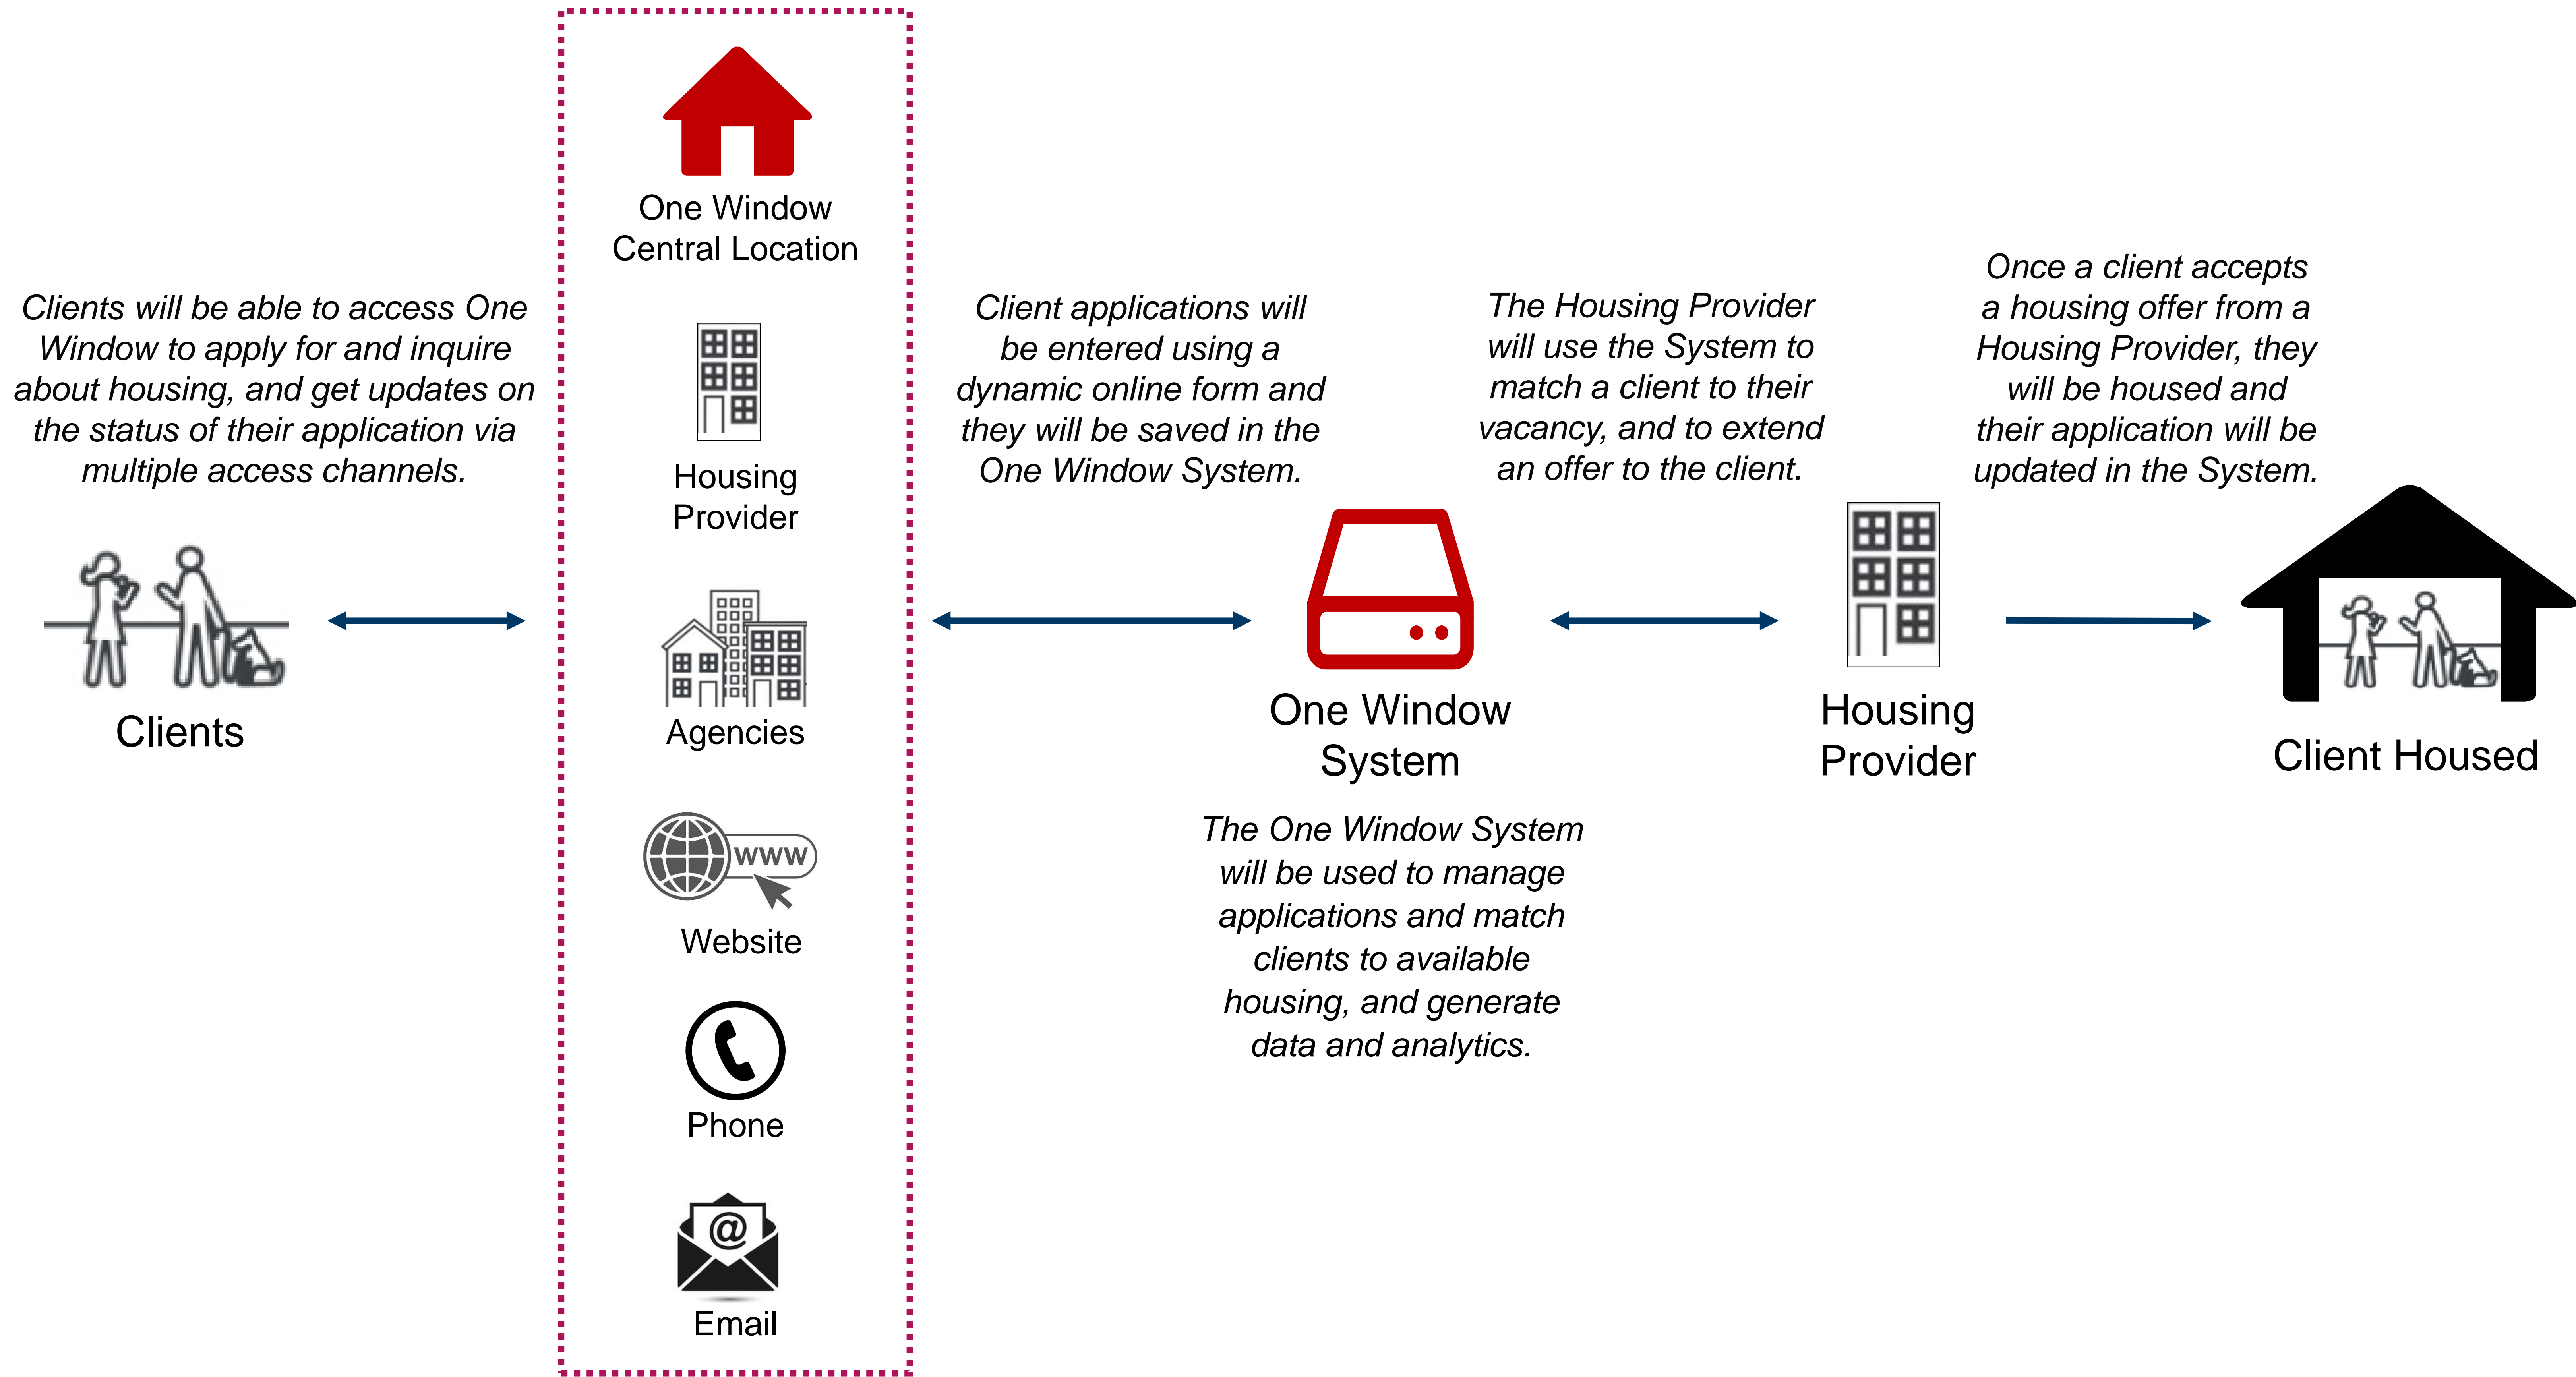 Clients will be able to access One
Window to apply for and inquire
about housing, and get updates on
the status of their application via
multiple access channels.
Clients
One Window
Central Location
Housing
Provider
Agencies
www
Website
Phone
@
Email
Client applications will
be entered using a
dynamic online form and
they will be saved in the
One Window System.
One Window
System
The One Window System
will be used to manage
applications and match
clients to available
housing, and generate
data and analytics.
The Housing Provider
will use the System to
match a client to their
vacancy, and to extend
an offer to the client.
Housing
Provider
Once a client accepts
a housing offer from a
Housing Provider, they
will be housed and
their application will be
updated in the System.
Client Housed